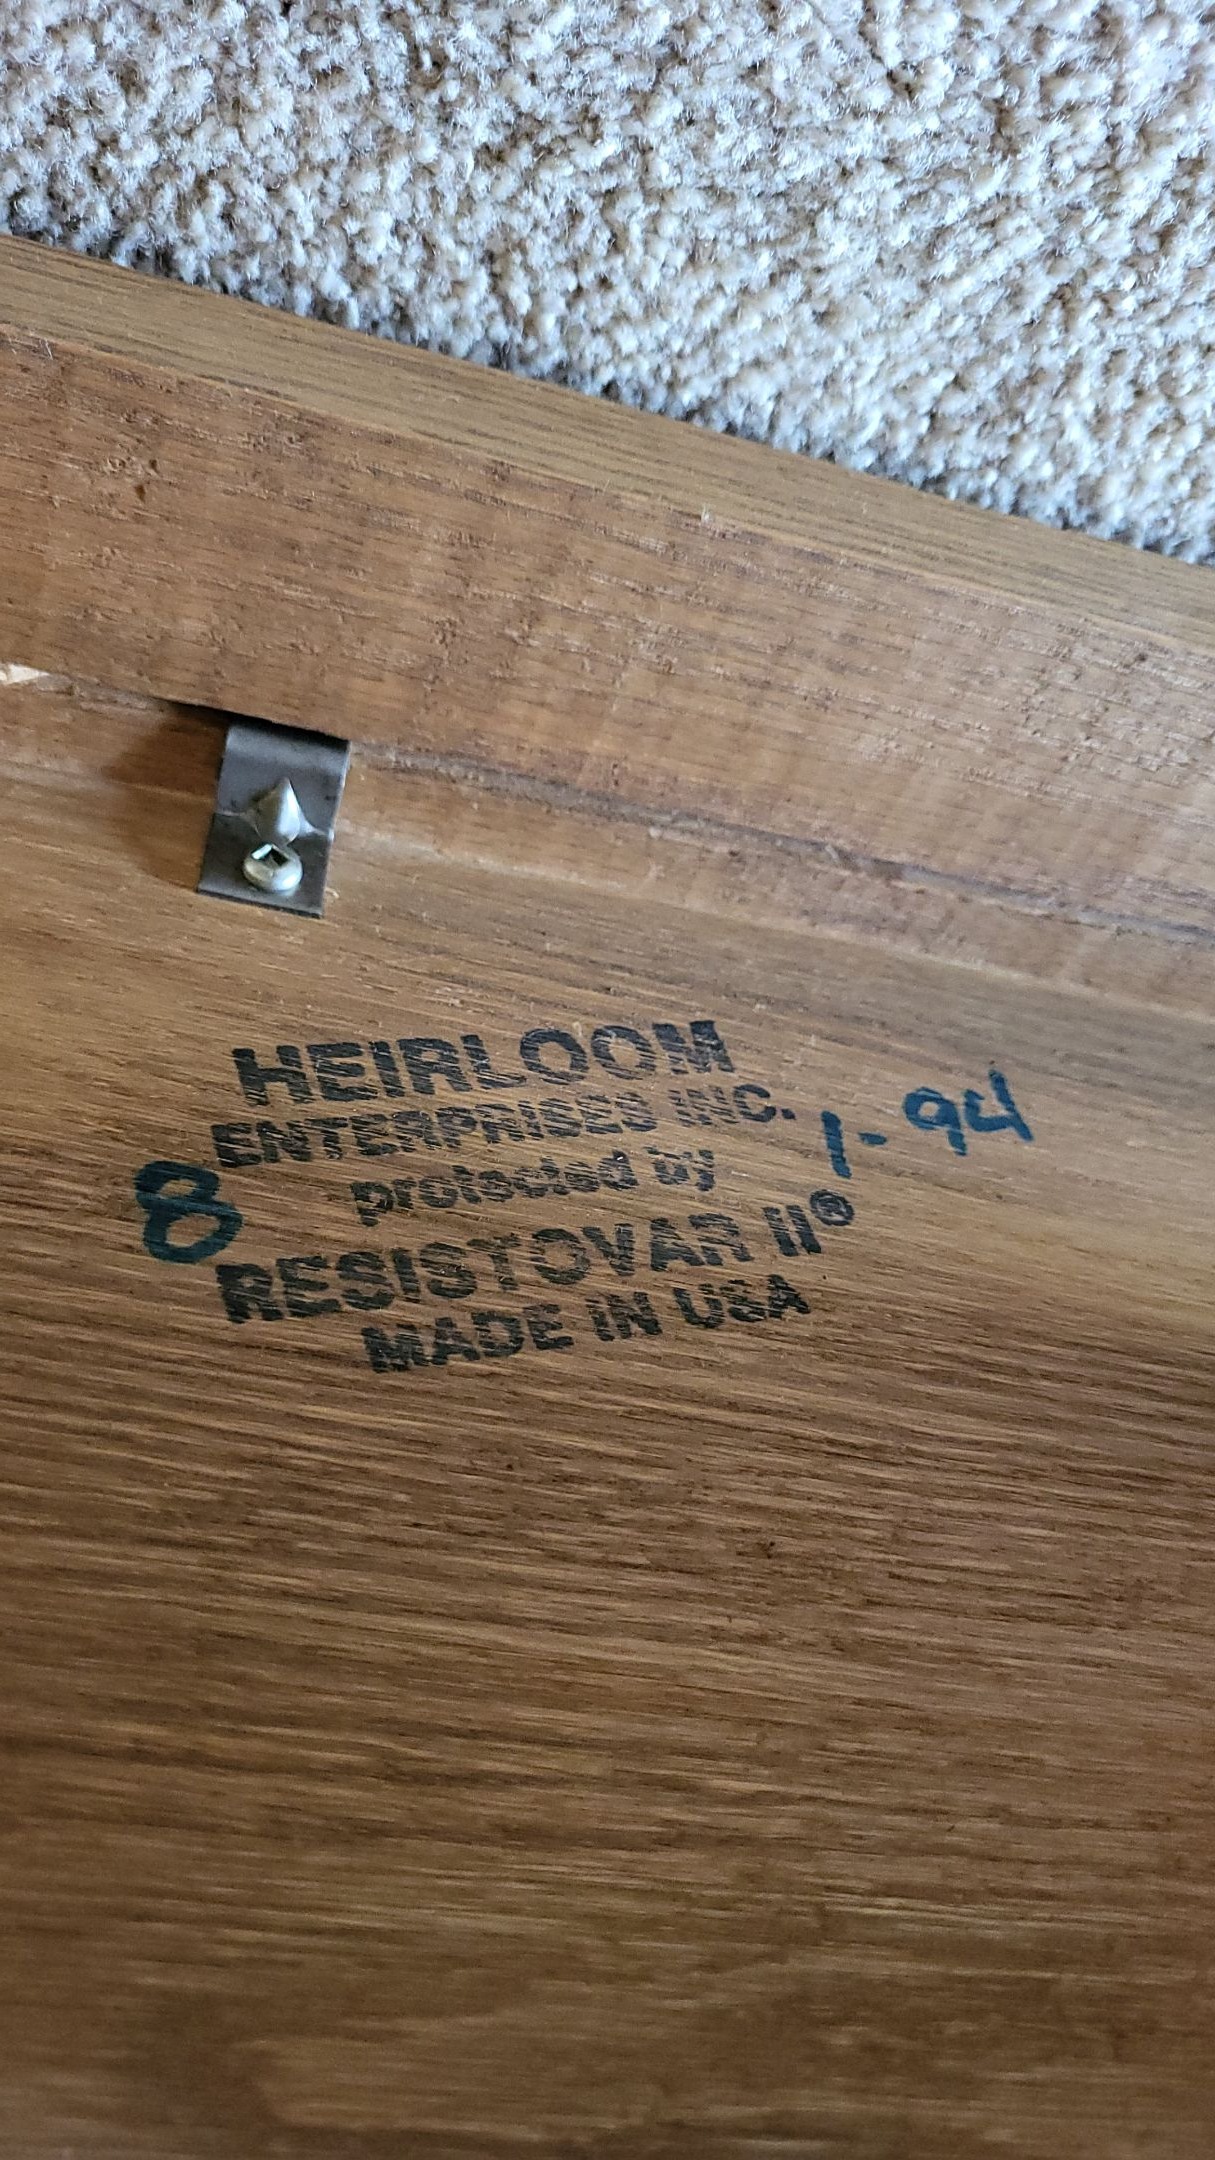 HEIRLOOM
ENTERPRISES INC.
1-94
protected by
8
RESISTOVAR II®
MADE IN USA